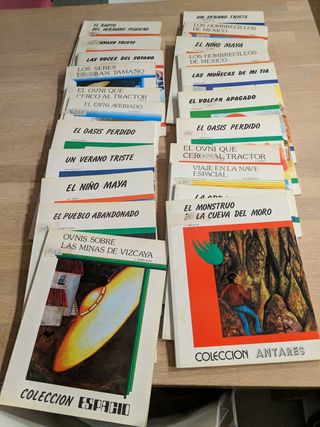 EL RAPTO
DEL HERMANO PEQUEÑO
VERANO TRISTE
LAS VOCES DEL SOTANO
LOS SERES
DE GRAN TAMAÑO
EL OVNI QUE
CERCO AL TRACTOR
EL OVNI AVERIADO
EL OASIS PERDIDO
UN VERANO TRISTE
EL NIÑO MAYA
EL PUEBLO ABANDONADO
OVNIS SOBRE
LAS MINAS DE VIZCAYA
COLECCION ESPACIO
UN VERANO TRISTE
LOS HOMBRECILLOS
DE MEXICO
EL NIÑO MAYA
LOS HOMBRECILLOS
DE MEXICO
LAS MUÑECAS DE MI TIA
EL VOLCAN APAGADO
EL OASIS PERDIDO
EL OVNI QUE
CERCO AL TRACTOR
VIAJE EN LA NAVE
ESPACIAL
EL MONSTRUO
LA CUEVA DEL MORO
COLECCION ANTARES